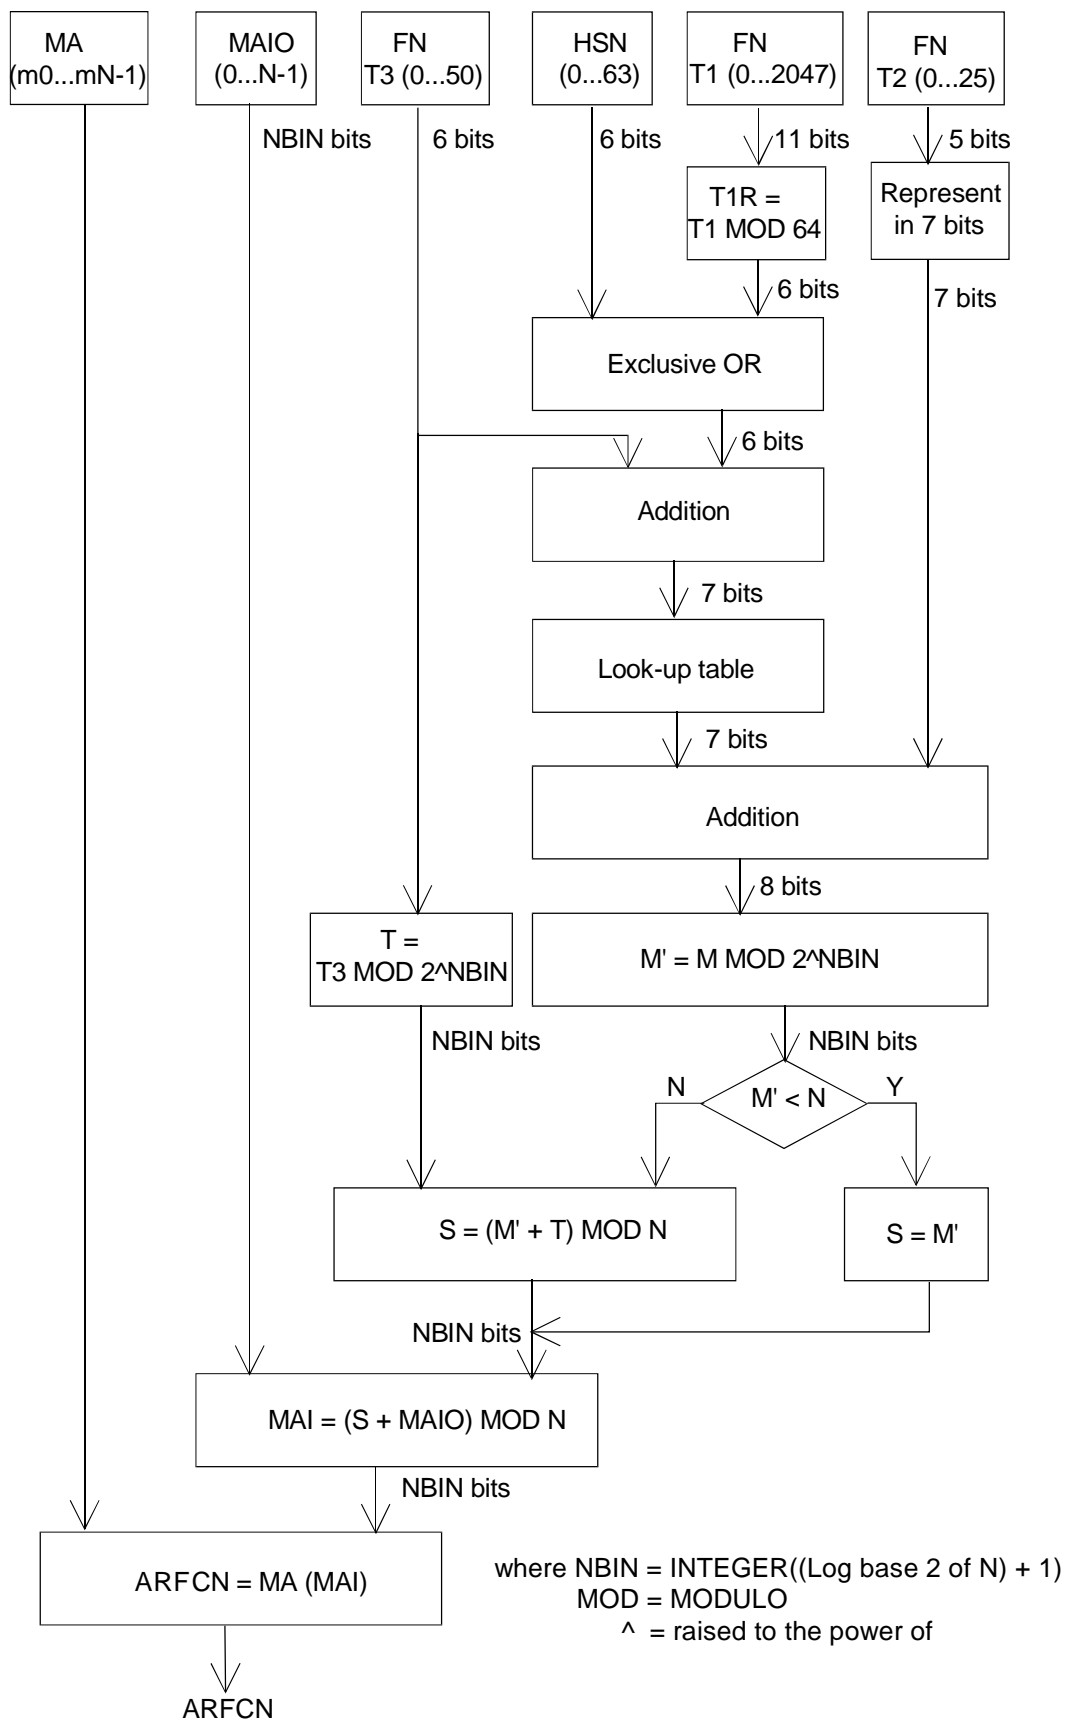 MA
(m0...mN-1)
MAIO
(0...N-1)
FN
T3 (0...50)
HSN
(0...63)
FN
T1 (0...2047)
FN
T2 (0...25)
NBIN bits
6 bits
6 bits
11 bits
5 bits
T1R =
T1 MOD 64
Represent
in 7 bits
6 bits
7 bits
Exclusive OR
6 bits
Addition
7 bits
Look-up table
7 bits
Addition
8 bits
T =
T3 MOD 2^NBIN
M' = M MOD 2^NBIN
NBIN bits
NBIN bits
N
M' < N
Y
S = (M' + T) MOD N
S = M'
NBIN bits
MAI = (S + MAIO) MOD N
NBIN bits
ARFCN = MA (MAI)
where NBIN = INTEGER((Log base 2 of N) + 1)
MOD = MODULO
^ = raised to the power of
ARFCN